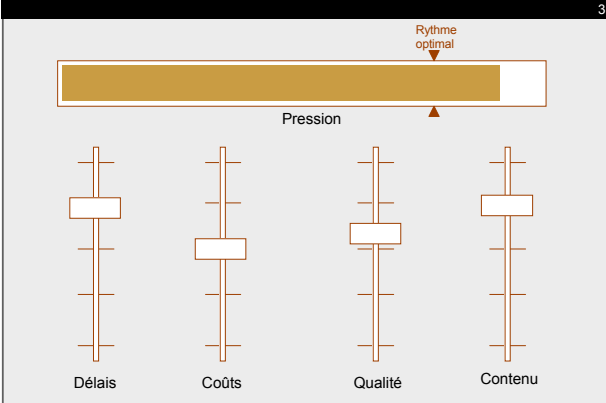 3
Rythme
optimal
Pression
Délais
Coûts
Qualité
Contenu